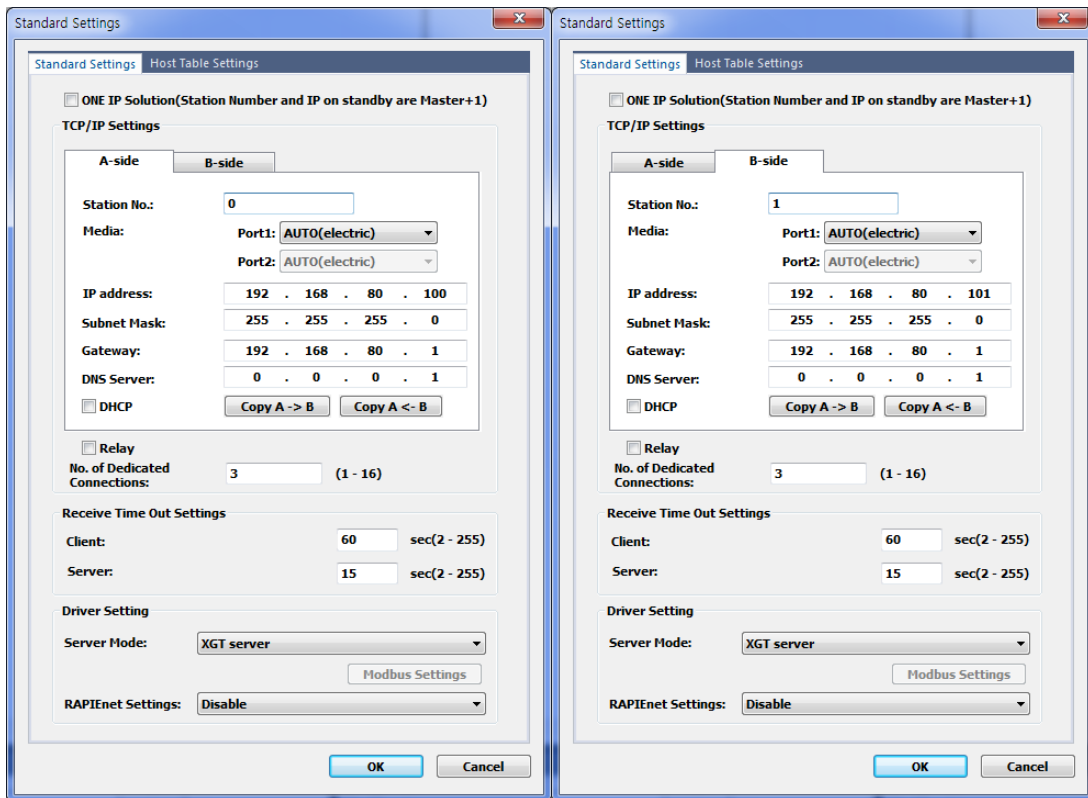 Standard Settings
Standard Settings Host Table Settings
ONE IP Solution(Station Number and IP on standby are Master+1)
TCP/IP Settings
A-side B-side
Station No.: 0
Media: Port1: AUTO(electric)
Port2: AUTO(electric)
IP address: 192 . 168 . 80 . 100
Subnet Mask: 255 . 255 . 255 . 0
Gateway: 192 . 168 . 80 . 1
DNS Server: 0 . 0 . 0 . 1
DHCP Copy A -> B Copy A <- B
Relay
No. of Dedicated
Connections: 3 (1 - 16)
Receive Time Out Settings
Client: 60 sec(2 - 255)
Server: 15 sec(2 - 255)
Driver Setting
Server Mode: XGT server
Modbus Settings
RAPIEnet Settings: Disable
OK Cancel
Standard Settings
Standard Settings Host Table Settings
ONE IP Solution(Station Number and IP on standby are Master+1)
TCP/IP Settings
A-side B-side
Station No.: 1
Media: Port1: AUTO(electric)
Port2: AUTO(electric)
IP address: 192 . 168 . 80 . 101
Subnet Mask: 255 . 255 . 255 . 0
Gateway: 192 . 168 . 80 . 1
DNS Server: 0 . 0 . 0 . 1
DHCP Copy A -> B Copy A <- B
Relay
No. of Dedicated
Connections: 3 (1 - 16)
Receive Time Out Settings
Client: 60 sec(2 - 255)
Server: 15 sec(2 - 255)
Driver Setting
Server Mode: XGT server
Modbus Settings
RAPIEnet Settings: Disable
OK Cancel